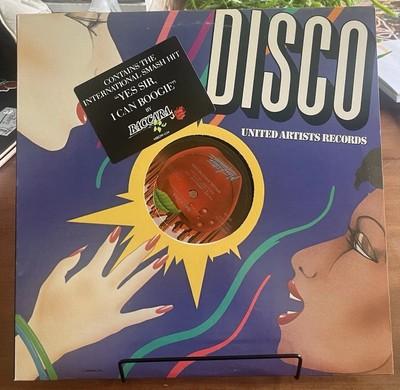 CONTAINS THE
INTERNATIONAL SMASH HIT
"YES SIR,
I CAN BOOGIE"
BY
BACCARA
DISCO
UNITED ARTISTS RECORDS